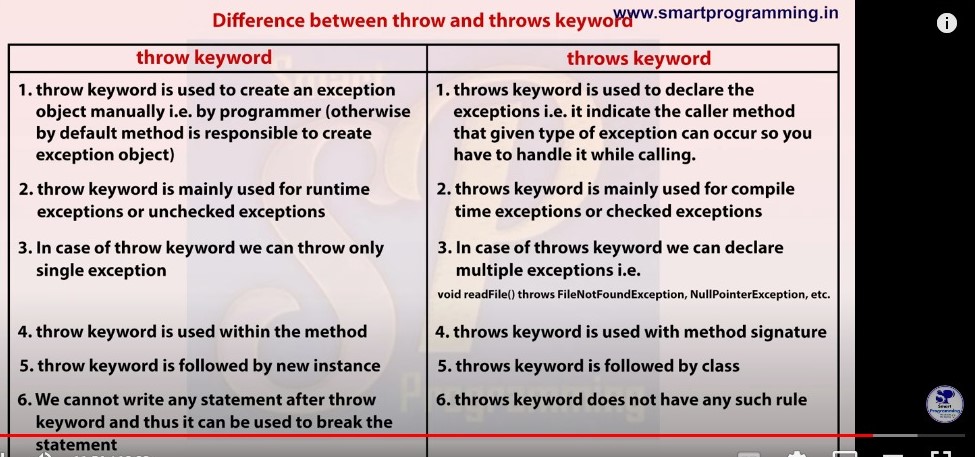 Difference between throw and throws keyword
www.smartprogramming.in
throw keyword
throws keyword
1. throw keyword is used to create an exception
object manually i.e. by programmer (otherwise
by default method is responsible to create
exception object)
1. throws keyword is used to declare the
exceptions i.e. it indicate the caller method
that given type of exception can occur so you
have to handle it while calling.
2. throw keyword is mainly used for runtime
exceptions or unchecked exceptions
2. throws keyword is mainly used for compile
time exceptions or checked exceptions
3. In case of throw keyword we can throw only
single exception
3. In case of throws keyword we can declare
multiple exceptions i.e.
void readFile() throws FileNotFoundException, NullPointerException, etc.
4. throw keyword is used within the method
4. throws keyword is used with method signature
5. throw keyword is followed by new instance
5. throws keyword is followed by class
6. We cannot write any statement after throw
keyword and thus it can be used to break the
statement
6. throws keyword does not have any such rule
SP
Smart
Programming